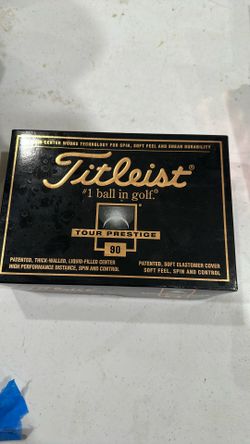 CENTER WOUND TECHNOLOGY FOR SPIN, SOFT FEEL AND SHEAR DURABILITY
Titleist®
#1 ball in golf.®
TOUR PRESTIGE
90
PATENTED, THICK-WALLED, LIQUID-FILLED CENTER
HIGH PERFORMANCE DISTANCE, SPIN AND CONTROL
PATENTED, SOFT ELASTOMER COVER
SOFT FEEL, SPIN AND CONTROL